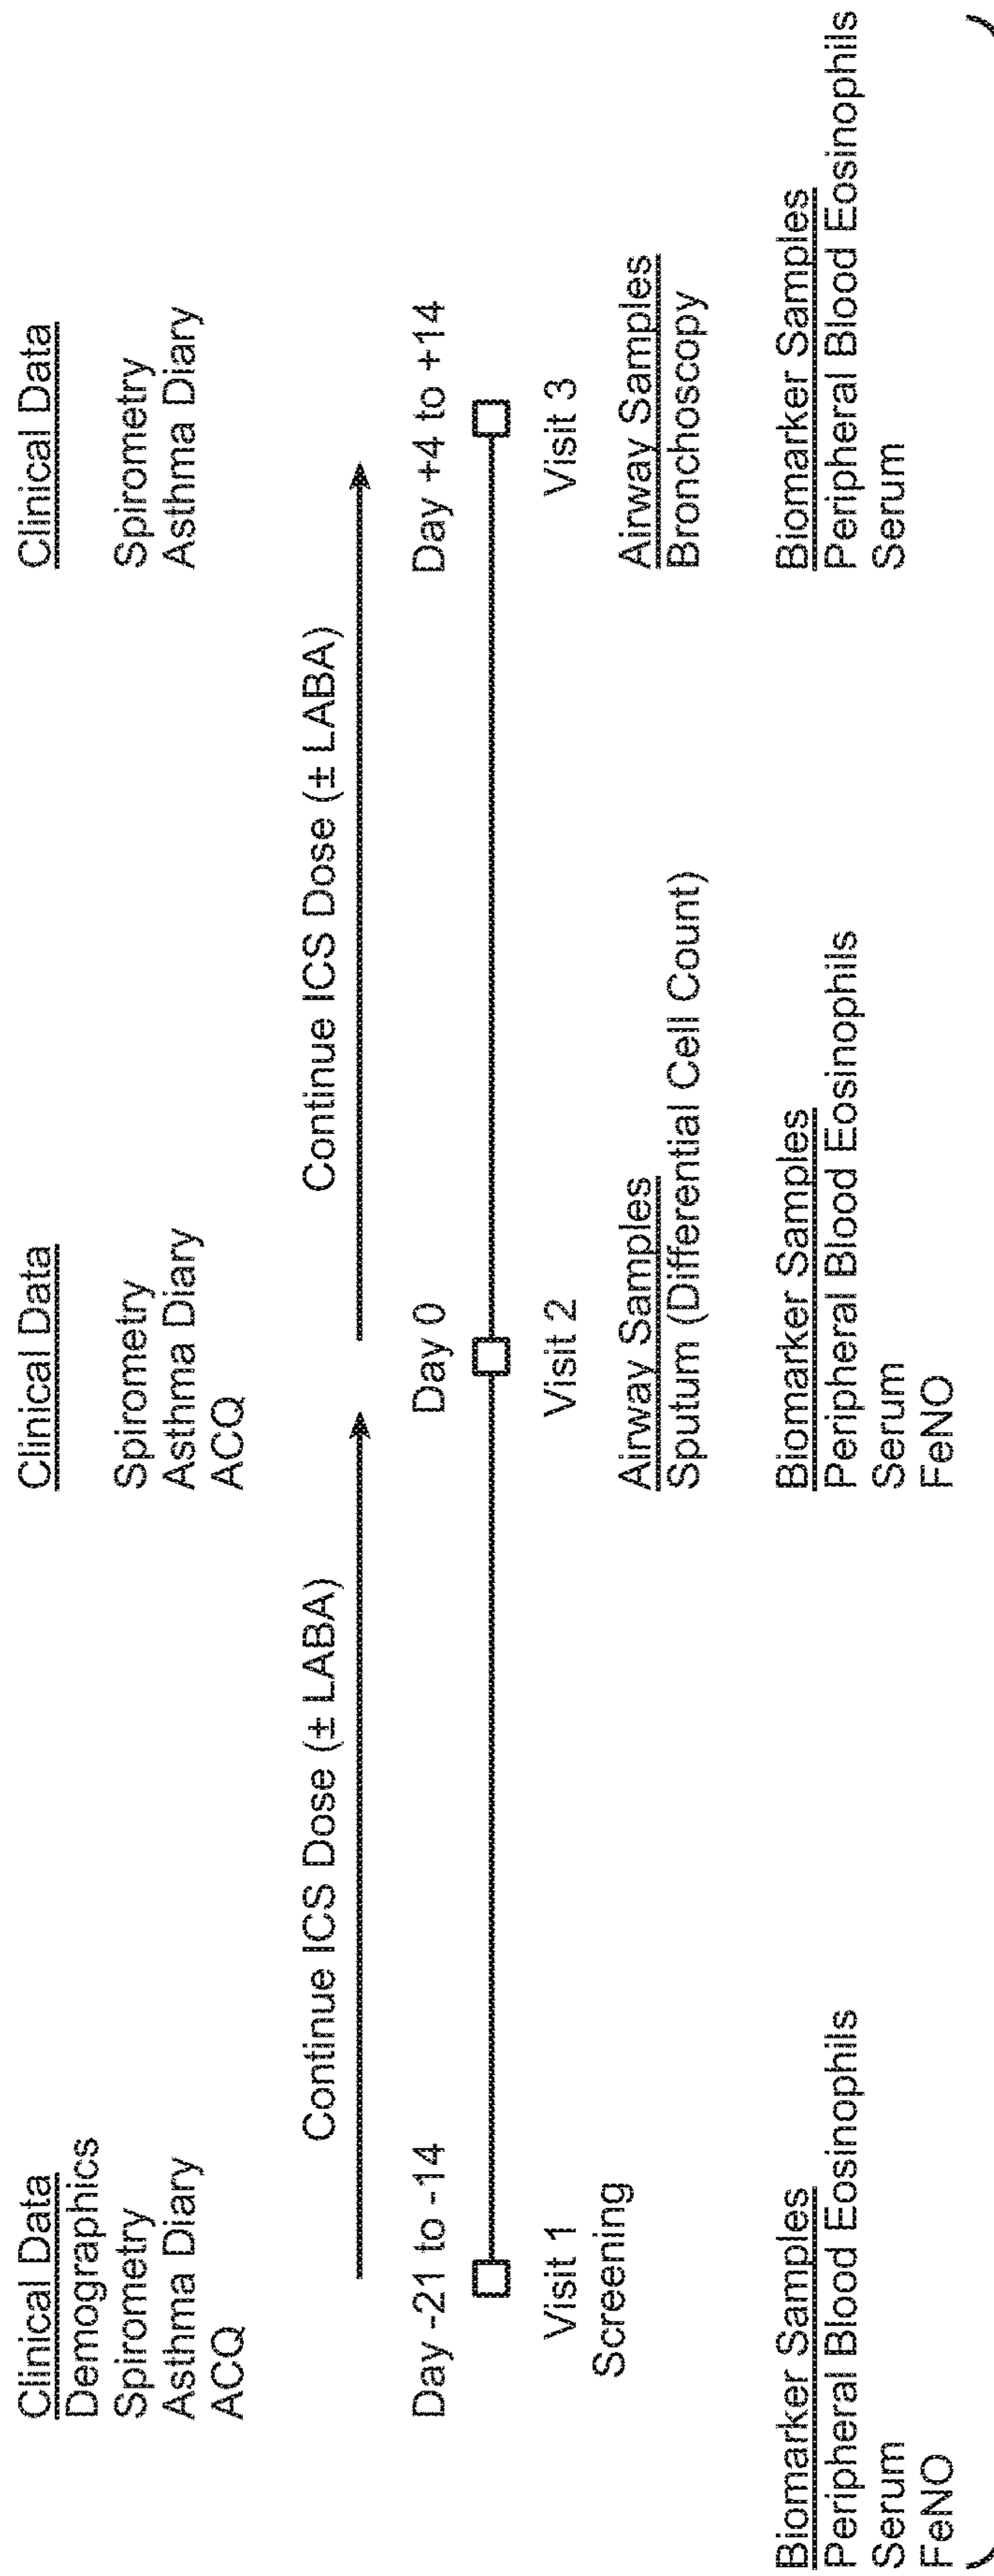 Clinical Data
Demographics
Spirometry
Asthma Diary
ACQ
Clinical Data
Spirometry
Asthma Diary
ACQ
Clinical Data
Spirometry
Asthma Diary
Continue ICS Dose (± LABA)
Continue ICS Dose (± LABA)
Day -21 to -14
Day 0
Day +4 to +14
Visit 1
Screening
Visit 2
Visit 3
Airway Samples
Sputum (Differential Cell Count)
Airway Samples
Bronchoscopy
Biomarker Samples
Peripheral Blood Eosinophils
Serum
FeNO
Biomarker Samples
Peripheral Blood Eosinophils
Serum
FeNO
Biomarker Samples
Peripheral Blood Eosinophils
Serum